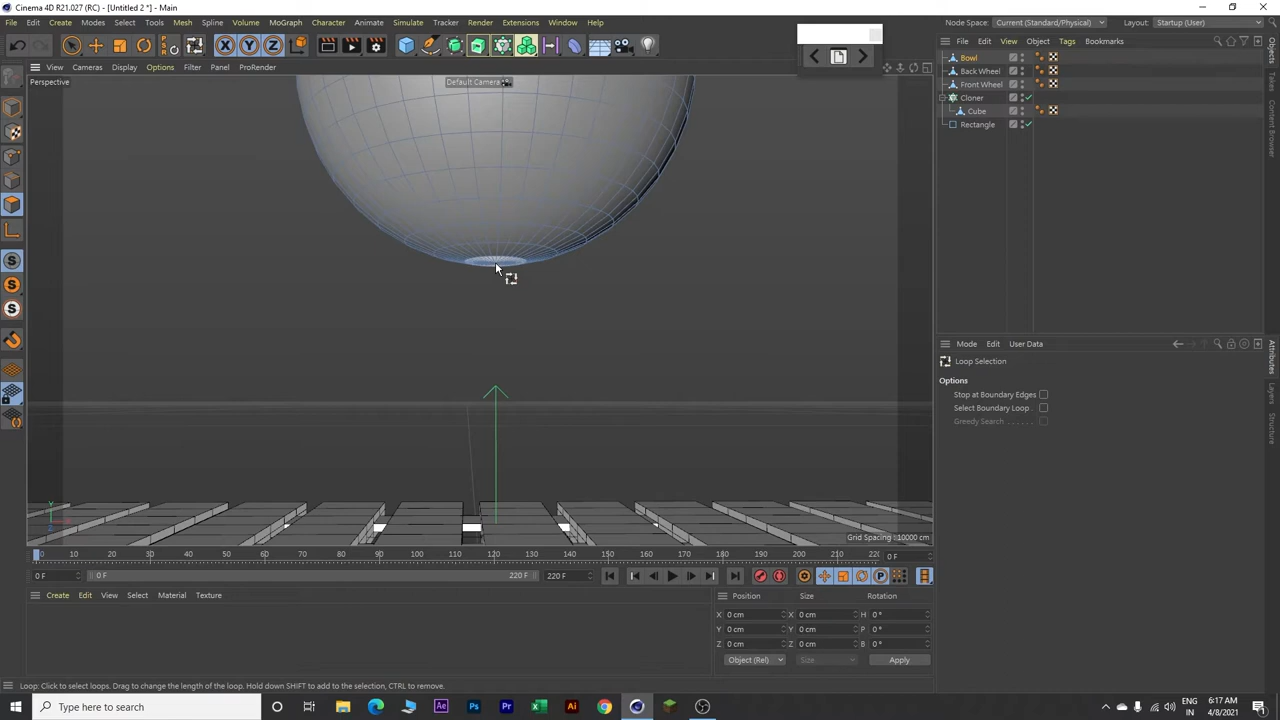 Cinema 4D R21.027 (RC) - [Untitled 2 *] - Main
File Edit Create Modes Select Tools Mesh Spline Volume MoGraph Character Animate Simulate Tracker Render Extensions Window Help
Node Space: Current (Standard/Physical) Layout: Startup (User)
View Cameras Display Options Filter Panel ProRender
File Edit View Object Tags Bookmarks
Perspective
Default Camera
Bowl
Back Wheel
Front Wheel
Cloner
Cube
Rectangle
Objects
Takes
Content Browser
Mode Edit User Data
Loop Selection
Options
Stop at Boundary Edges
Select Boundary Loop
Greedy Search
Attributes
Layers
Structure
Grid Spacing : 10000 cm
0 10 20 30 40 50 60 70 80 90 100 110 120 130 140 150 160 170 180 190 200 210 220 0 F
0 F 0 F 220 F 220 F
Create Edit View Select Material Texture
Position Size Rotation
X 0 cm X 0 cm H 0 °
Y 0 cm Y 0 cm P 0 °
Z 0 cm Z 0 cm B 0 °
Object (Rel) Size Apply
Loop: Click to select loops. Drag to change the length of the loop. Hold down SHIFT to add to the selection, CTRL to remove.
Type here to search
ENG
IN
6:17 AM
4/8/2021